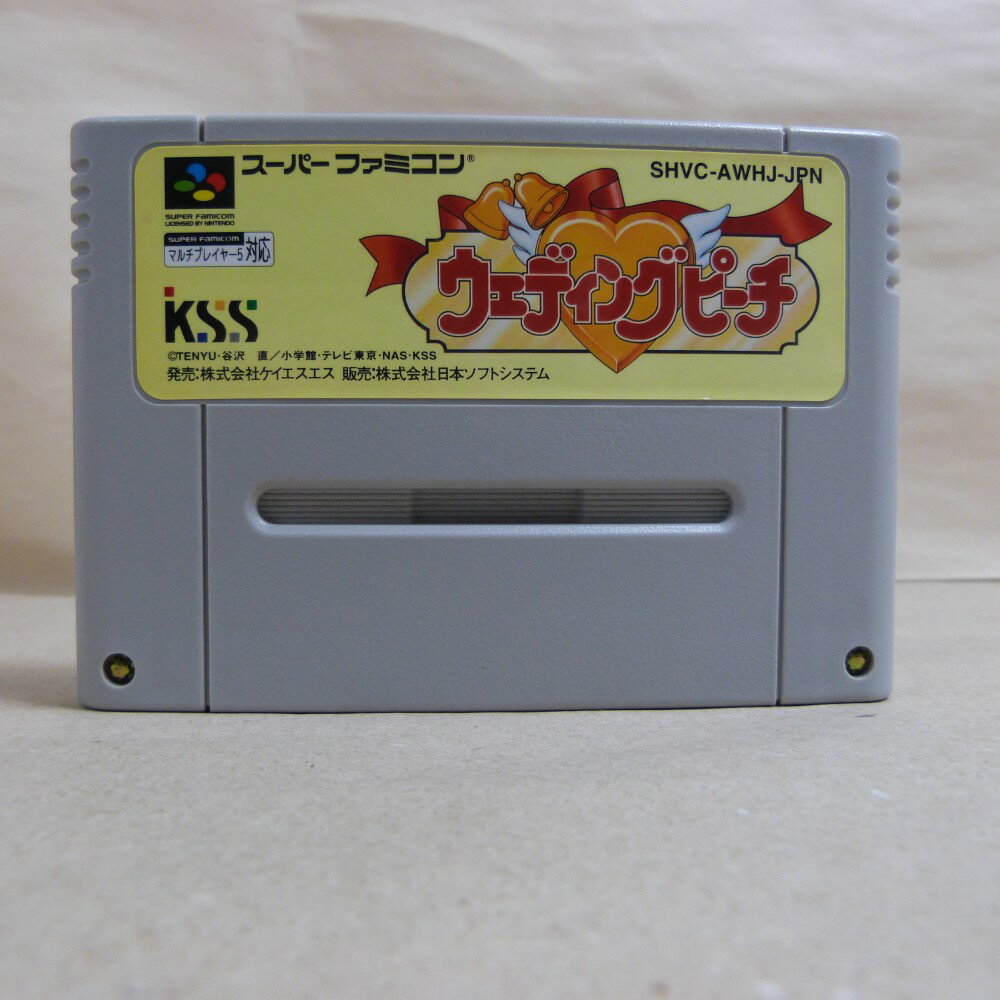 スーパーファミコン®
SHVC-AWHJ-JPN
SUPER FAMICOM
LICENSED BY NINTENDO
SUPER FAMICOM
マルチプレイヤー5対応
ウェディングピーチ
KSS
©TENYU・谷沢 直／小学館・テレビ東京・NAS・KSS
発売：株式会社ケイエスエス 販売：株式会社日本ソフトシステム